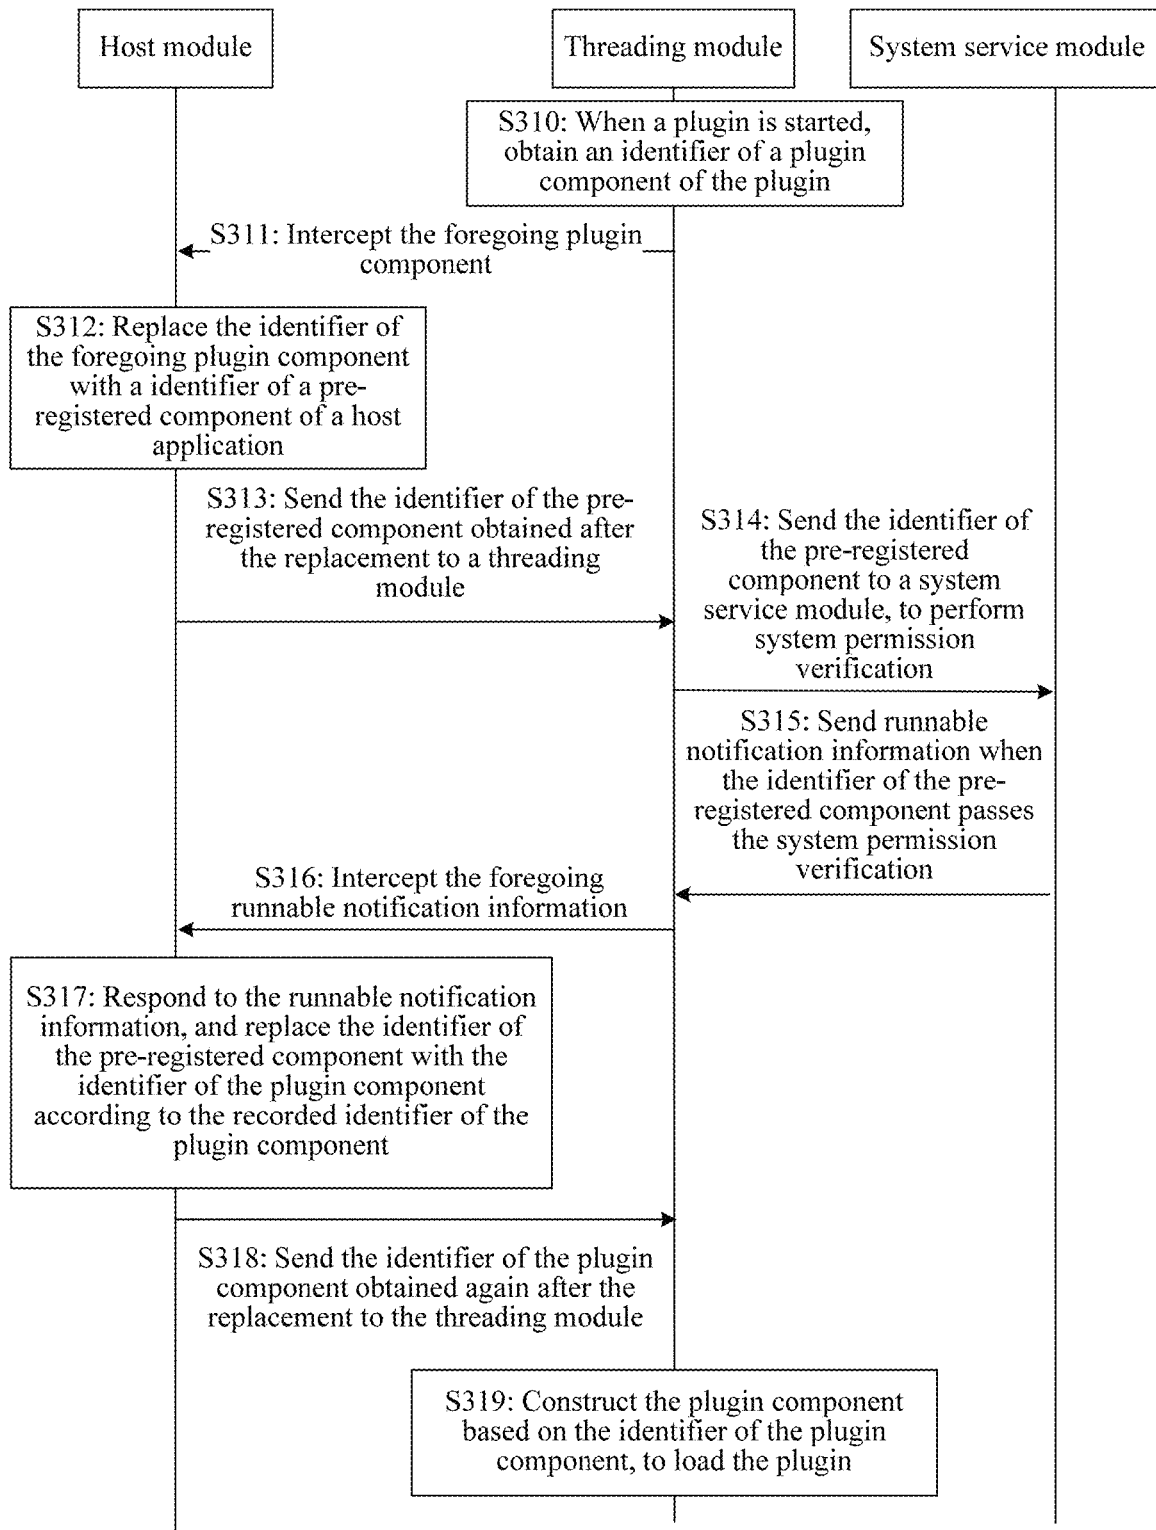 Host module
Threading module
System service module
S310: When a plugin is started,
obtain an identifier of a plugin
component of the plugin
S311: Intercept the foregoing plugin
component
S312: Replace the identifier of
the foregoing plugin component
with a identifier of a pre-
registered component of a host
application
S313: Send the identifier of the pre-
registered component obtained after
the replacement to a threading
module
S314: Send the identifier of
the pre-registered
component to a system
service module, to perform
system permission
verification
S315: Send runnable
notification information when
the identifier of the pre-
registered component passes
the system permission
verification
S316: Intercept the foregoing
runnable notification information
S317: Respond to the runnable notification
information, and replace the identifier of
the pre-registered component with the
identifier of the plugin component
according to the recorded identifier of the
plugin component
S318: Send the identifier of the plugin
component obtained again after the
replacement to the threading module
S319: Construct the plugin component
based on the identifier of the plugin
component, to load the plugin